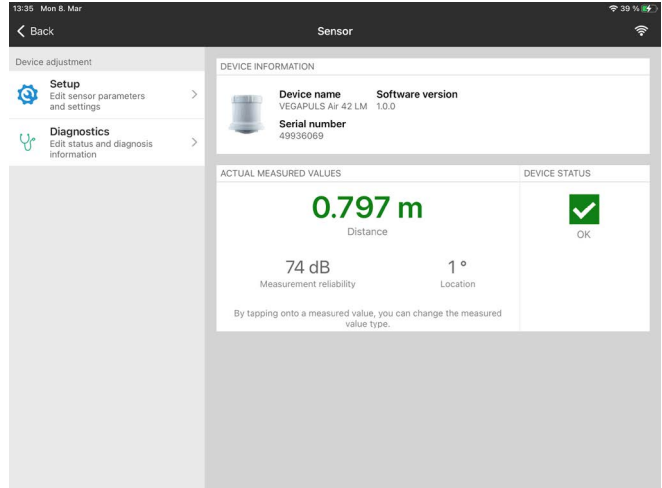 13:35 Mon 8. Mar
39 %
Back
Sensor
Device adjustment
Setup
Edit sensor parameters
and settings
Diagnostics
Edit status and diagnosis
information
DEVICE INFORMATION
Device name Software version
VEGAPULS Air 42 LM 1.0.0
Serial number
49936069
ACTUAL MEASURED VALUES
DEVICE STATUS
0.797 m
Distance
OK
74 dB 1 °
Measurement reliability Location
By tapping onto a measured value, you can change the measured
value type.